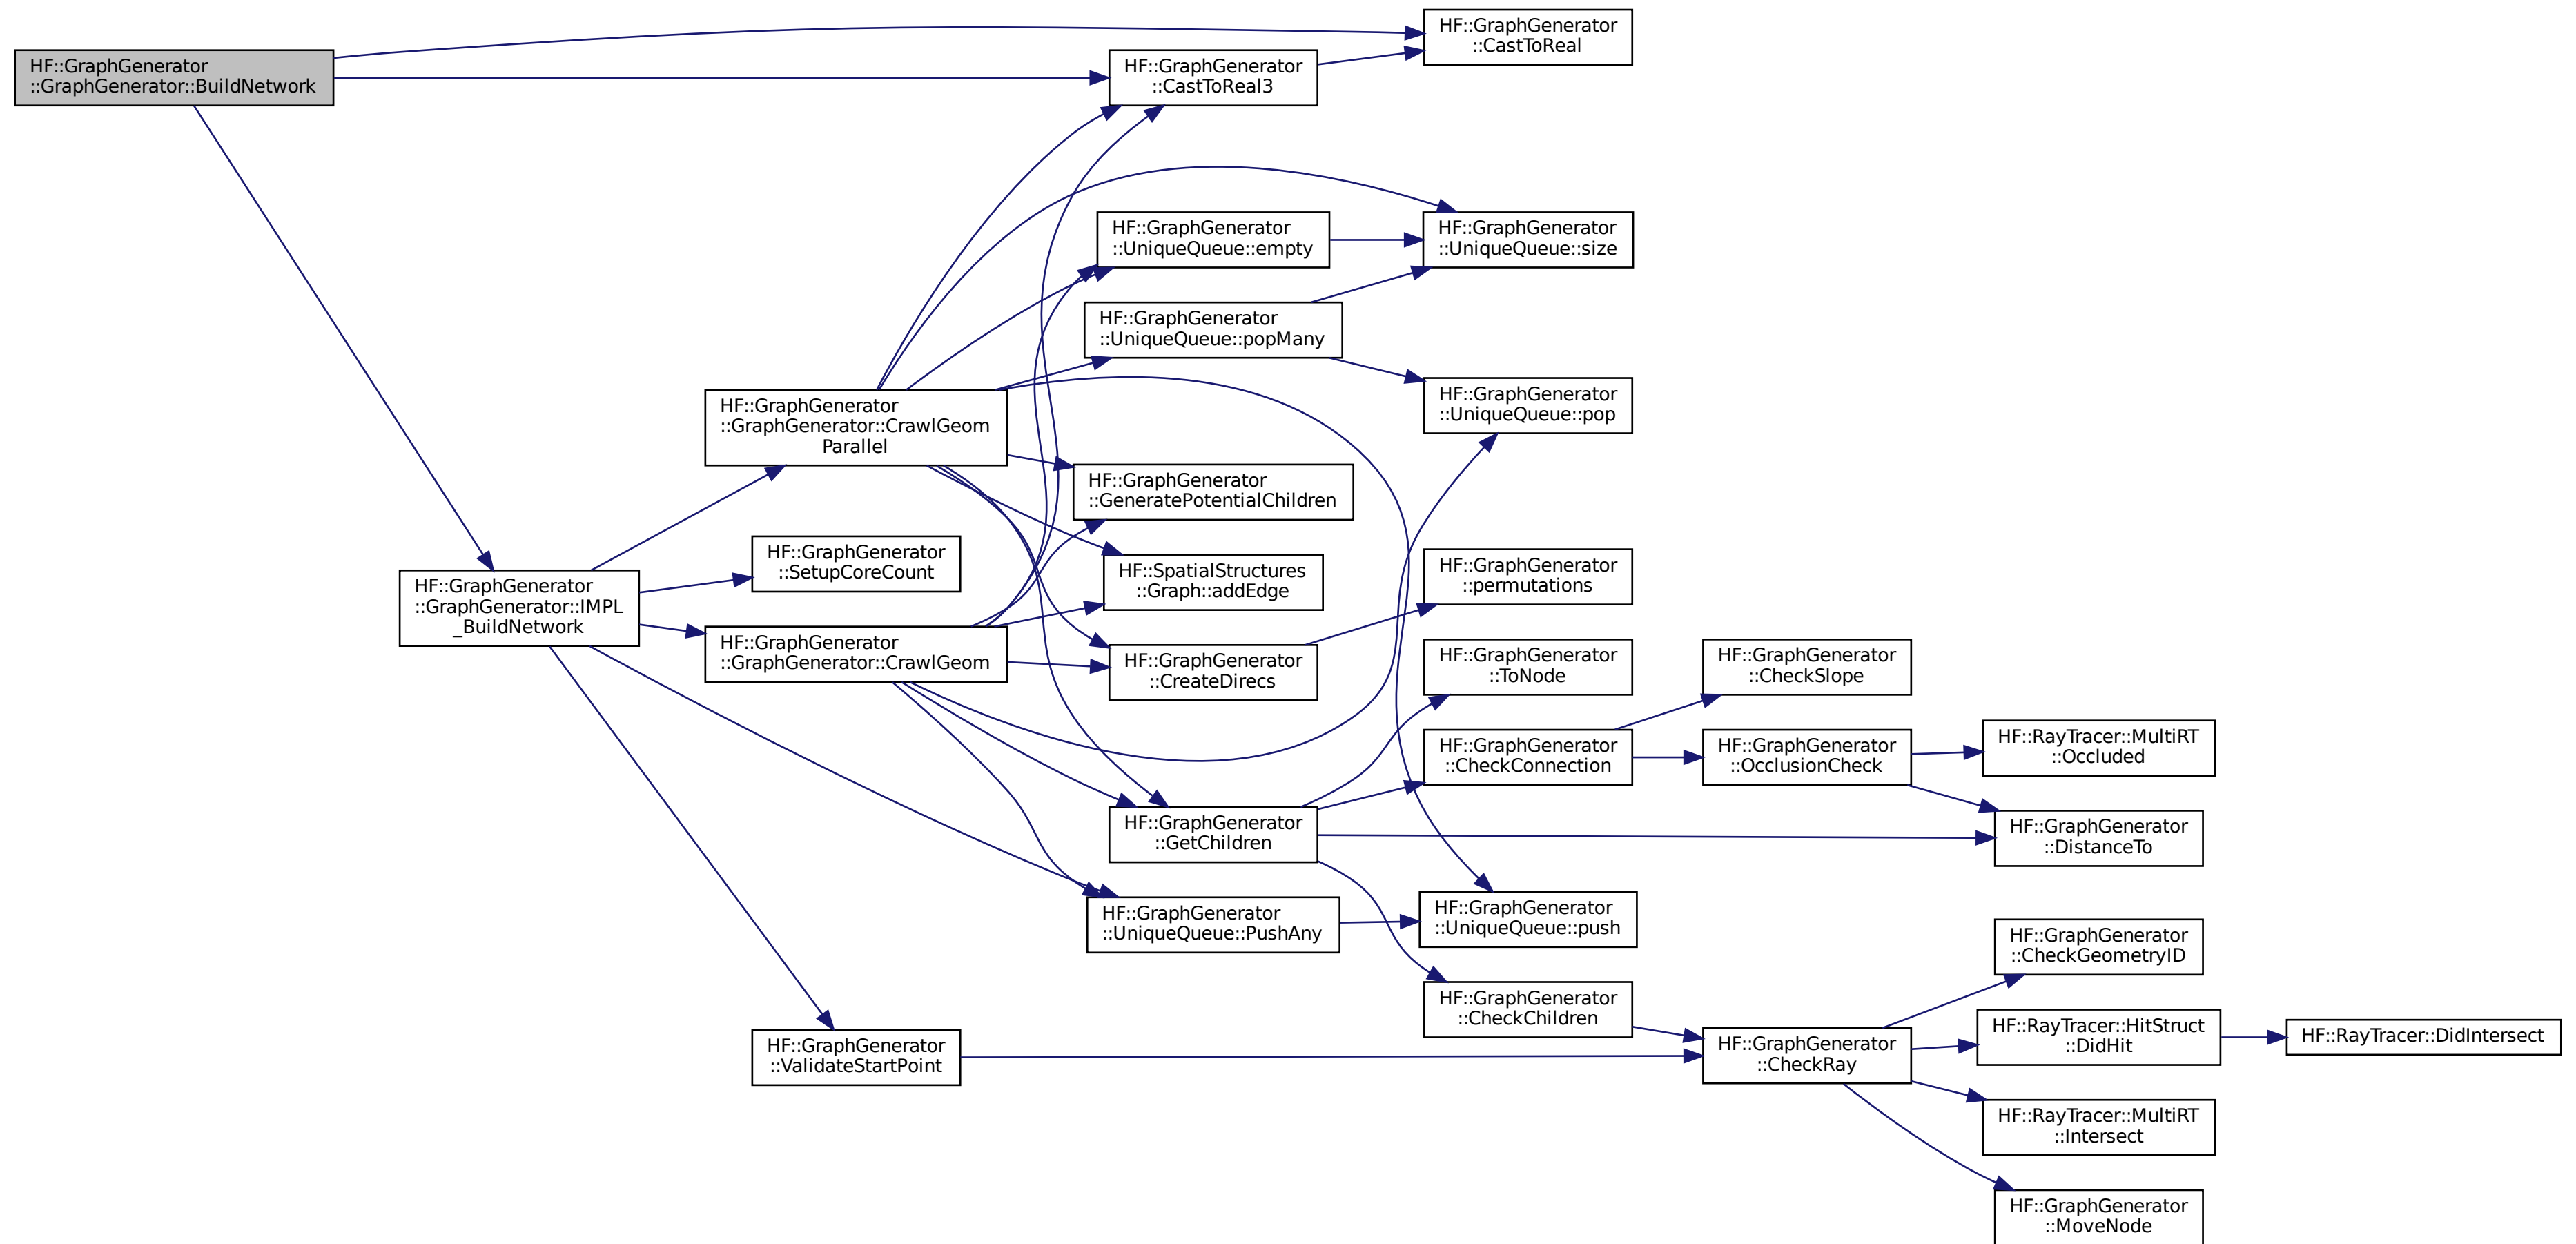 HF::GraphGenerator
::GraphGenerator::BuildNetwork
HF::GraphGenerator
::CastToReal
HF::GraphGenerator
::CastToReal3
HF::GraphGenerator
::GraphGenerator::IMPL
_BuildNetwork
HF::GraphGenerator
::GraphGenerator::CrawlGeom
Parallel
HF::GraphGenerator
::SetupCoreCount
HF::GraphGenerator
::GraphGenerator::CrawlGeom
HF::GraphGenerator
::ValidateStartPoint
HF::GraphGenerator
::UniqueQueue::empty
HF::GraphGenerator
::UniqueQueue::size
HF::GraphGenerator
::UniqueQueue::popMany
HF::GraphGenerator
::UniqueQueue::pop
HF::GraphGenerator
::GeneratePotentialChildren
HF::SpatialStructures
::Graph::addEdge
HF::GraphGenerator
::CreateDirecs
HF::GraphGenerator
::permutations
HF::GraphGenerator
::GetChildren
HF::GraphGenerator
::ToNode
HF::GraphGenerator
::CheckConnection
HF::GraphGenerator
::CheckSlope
HF::GraphGenerator
::OcclusionCheck
HF::RayTracer::MultiRT
::Occluded
HF::GraphGenerator
::DistanceTo
HF::GraphGenerator
::UniqueQueue::PushAny
HF::GraphGenerator
::UniqueQueue::push
HF::GraphGenerator
::CheckChildren
HF::GraphGenerator
::CheckRay
HF::GraphGenerator
::CheckGeometryID
HF::RayTracer::HitStruct
::DidHit
HF::RayTracer::DidIntersect
HF::RayTracer::MultiRT
::Intersect
HF::GraphGenerator
::MoveNode